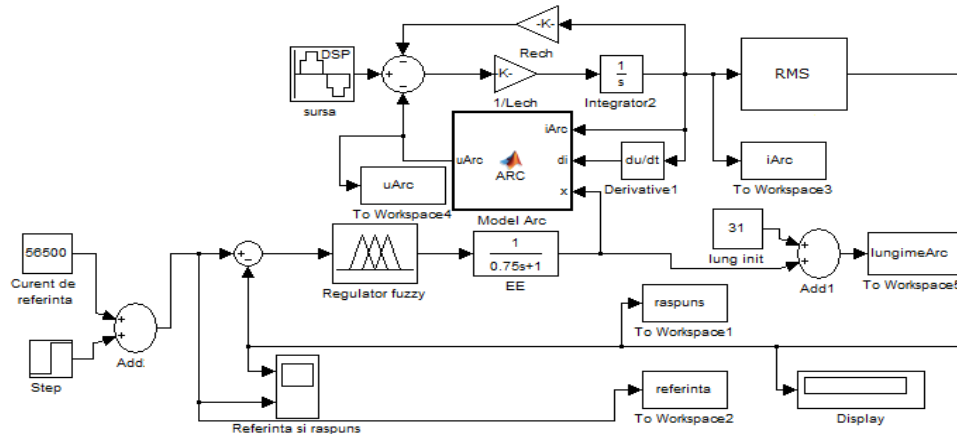 -K-
Rech
DSP
sursa
K-
1/Lech
1
s
Integrator2
RMS
iArc
di
x
uArc
ARC
Model Arc
du/dt
Derivative1
iArc
To Workspace3
uArc
To Workspace4
56500
Curent de
referinta
Step
Add
Regulator fuzzy
1
0.75s+1
EE
31
lung init
Add1
lungimeArc
To Workspace5
raspuns
To Workspace1
referinta
To Workspace2
Referinta si raspuns
Display